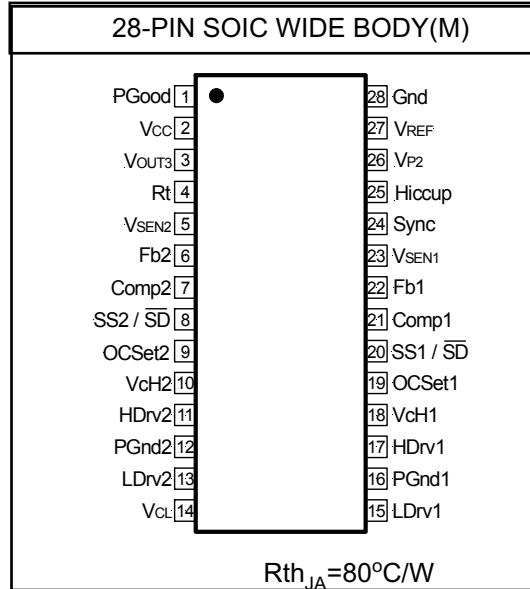 28-PIN SOIC WIDE BODY(M)
PGood 1 28 Gnd
VCC 2 27 VREF
VOUT3 3 26 VP2
Rt 4 25 Hiccup
VSEN2 5 24 Sync
Fb2 6 23 VSEN1
Comp2 7 22 Fb1
SS2 / SD 8 21 Comp1
OCSet2 9 20 SS1 / SD
VcH2 10 19 OCSet1
HDrv2 11 18 VcH1
PGnd2 12 17 HDrv1
LDrv2 13 16 PGnd1
VCL 14 15 LDrv1
RthJA=80°C/W